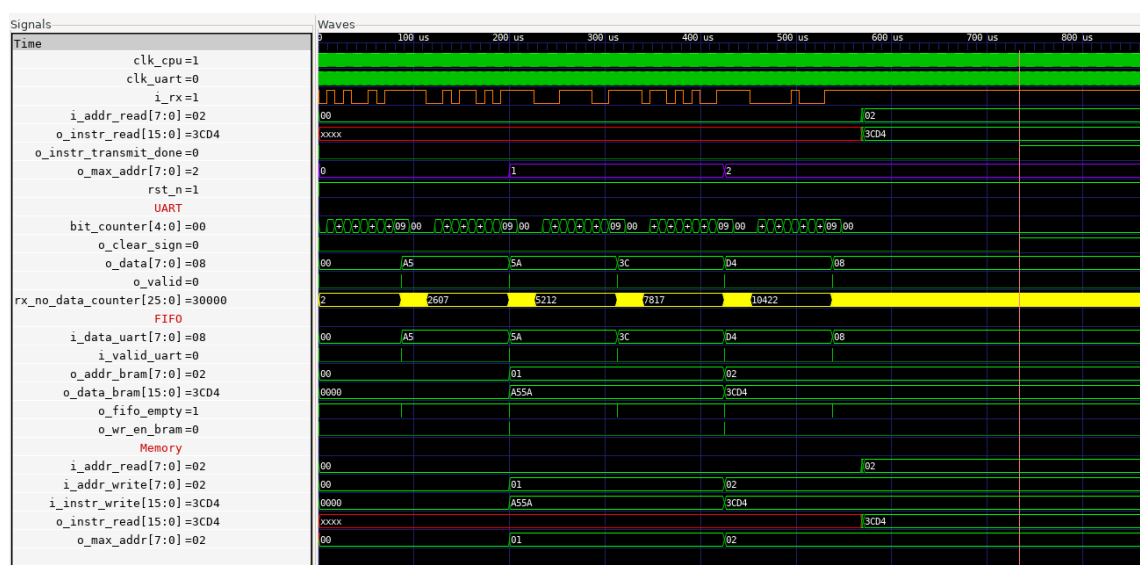 Signals Waves
Time 0 100 us 200 us 300 us 400 us 500 us 600 us 700 us 800 us
clk_cpu=1
clk_uart=0
i_rx=1
i_addr_read[7:0]=02 00 02
o_instr_read[15:0]=3CD4 xxxx 3CD4
o_instr_transmit_done=0
o_max_addr[7:0]=2 0 1 2
rst_n=1
UART
bit_counter[4:0]=00 + + + 09 00 + + 09 00 + + 09 00 + + + 09 00 + + + 09 00
o_clear_sign=0
o_data[7:0]=08 00 A5 5A 3C D4 08
o_valid=0
rx_no_data_counter[25:0]=30000 2 2607 5212 7817 10422
FIFO
i_data_uart[7:0]=08 00 A5 5A 3C D4 08
i_valid_uart=0
o_addr_bram[7:0]=02 00 01 02
o_data_bram[15:0]=3CD4 0000 A55A 3CD4
o_fifo_empty=1
o_wr_en_bram=0
Memory
i_addr_read[7:0]=02 00 02
i_addr_write[7:0]=02 00 01 02
i_instr_write[15:0]=3CD4 0000 A55A 3CD4
o_instr_read[15:0]=3CD4 xxxx 3CD4
o_max_addr[7:0]=02 00 01 02